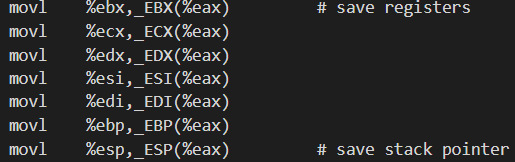 movl %ebx,_EBX(%eax) # save registers
movl %ecx,_ECX(%eax)
movl %edx,_EDX(%eax)
movl %esi,_ESI(%eax)
movl %edi,_EDI(%eax)
movl %ebp,_EBP(%eax)
movl %esp,_ESP(%eax) # save stack pointer